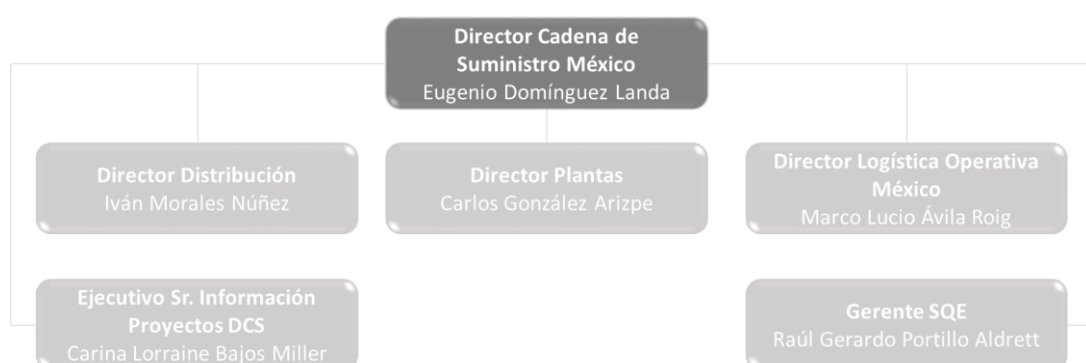 Director Cadena de
Suministro México
Eugenio Domínguez Landa
Director Distribución
Iván Morales Núñez
Director Plantas
Carlos González Arizpe
Director Logística Operativa
México
Marco Lucio Ávila Roig
Ejecutivo Sr. Información
Proyectos DCS
Carina Lorraine Bajos Miller
Gerente SQE
Raúl Gerardo Portillo Aldrett